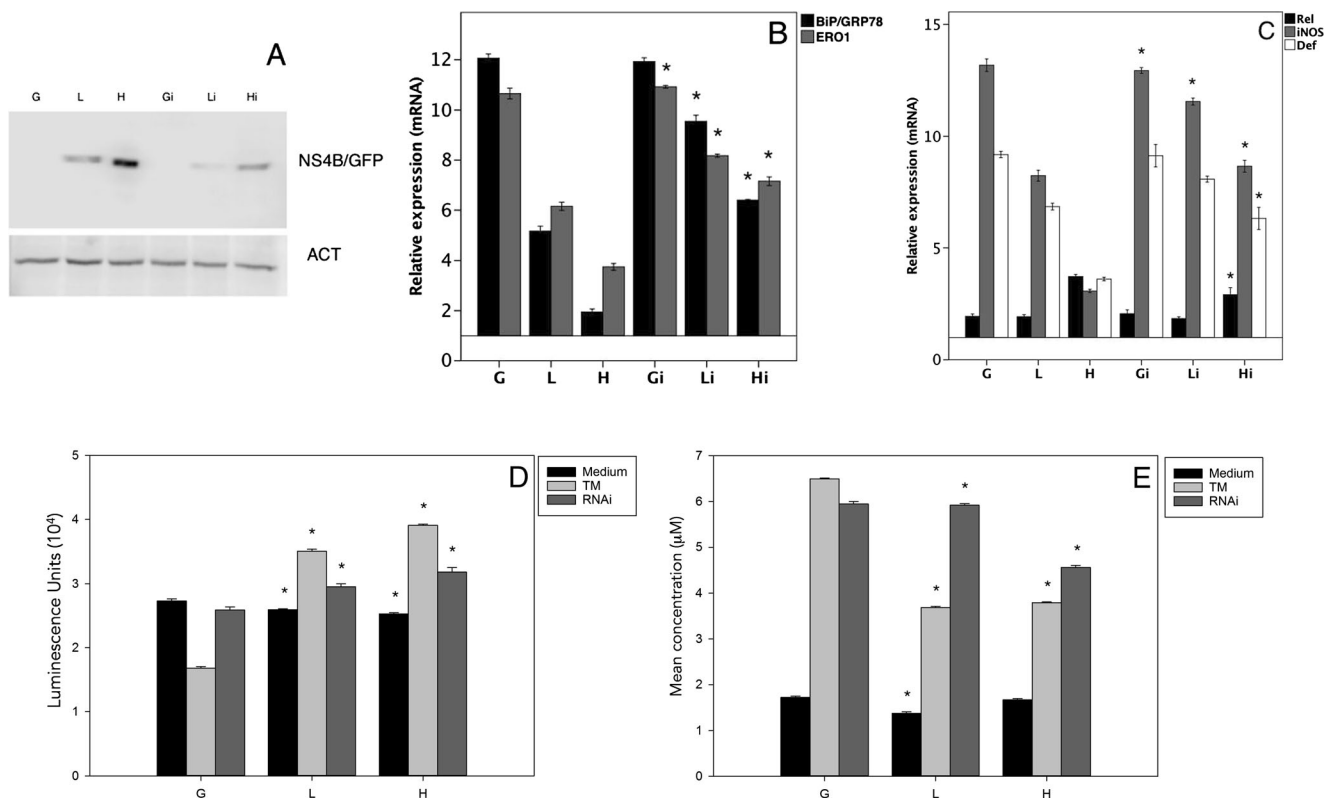 A
G L H Gi Li Hi
NS4B/GFP
ACT
B
BiP/GRP78
ERO1
Relative expression (mRNA)
12
10
8
6
4
2
0
* * * * *
G L H Gi Li Hi
C
Rel
iNOS
Def
Relative expression (mRNA)
15
10
5
0
* * * * *
G L H Gi Li Hi
D
Medium
TM
RNAi
Luminescence Units (10⁴)
5
4
3
2
1
0
* * * * * *
G L H
E
Medium
TM
RNAi
Mean concentration (μM)
7
6
5
4
3
2
1
0
* * * * *
G L H